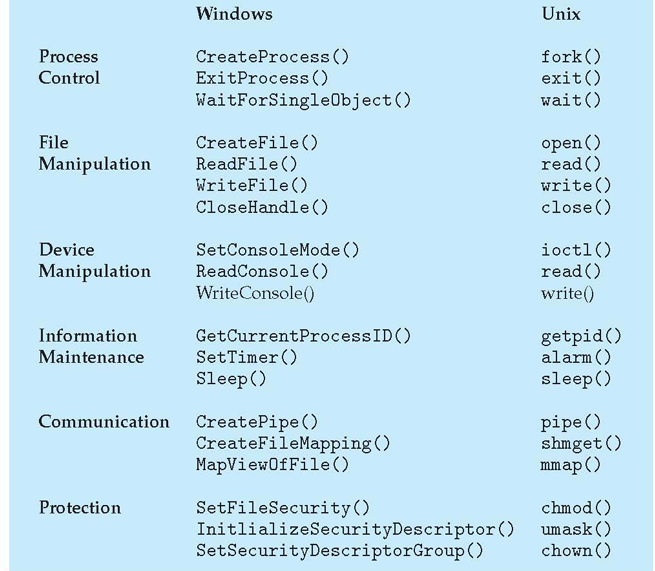 Windows Unix
Process CreateProcess() fork()
Control ExitProcess() exit()
WaitForSingleObject() wait()
File CreateFile() open()
Manipulation ReadFile() read()
WriteFile() write()
CloseHandle() close()
Device SetConsoleMode() ioctl()
Manipulation ReadConsole() read()
WriteConsole() write()
Information GetCurrentProcessID() getpid()
Maintenance SetTimer() alarm()
Sleep() sleep()
Communication CreatePipe() pipe()
CreateFileMapping() shmget()
MapViewOfFile() mmap()
Protection SetFileSecurity() chmod()
InitlializeSecurityDescriptor() umask()
SetSecurityDescriptorGroup() chown()